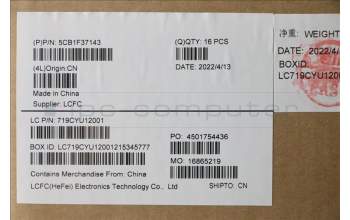 (P)P/N: 5CB1F37143
(Q)QTY: 16 PCS
(4L)Origin:CN
DATE: 2022/4/13
Made in China
Supplier: LCFC
净重: WEIGHT
DATE: 2022/4/
BOXID
LC719CYU12
LC P/N: 719CYU12001
PO: 4501754436
BOX ID: LC719CYU12001215345777
MO: 16865219
Contains Merchandise From: China
LCFC(HeFei) Electronics Technology Co., Ltd
SHIPTO: CN